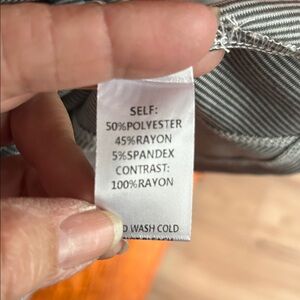 SELF:
50%POLYESTER
45%RAYON
5%SPANDEX
CONTRAST:
100%RAYON
WASH COLD